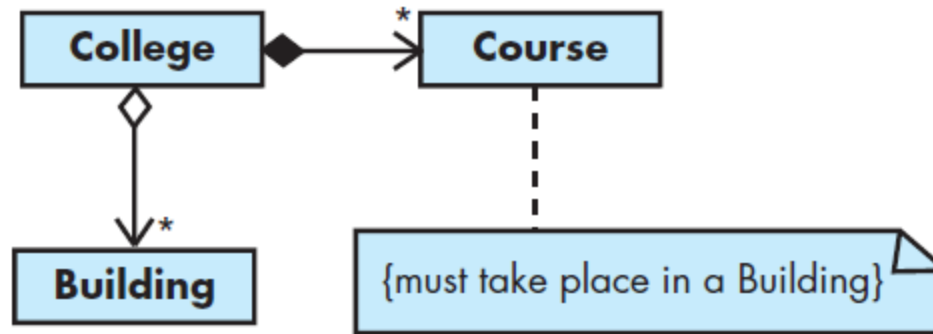 College
*
Course
*
Building
{must take place in a Building}